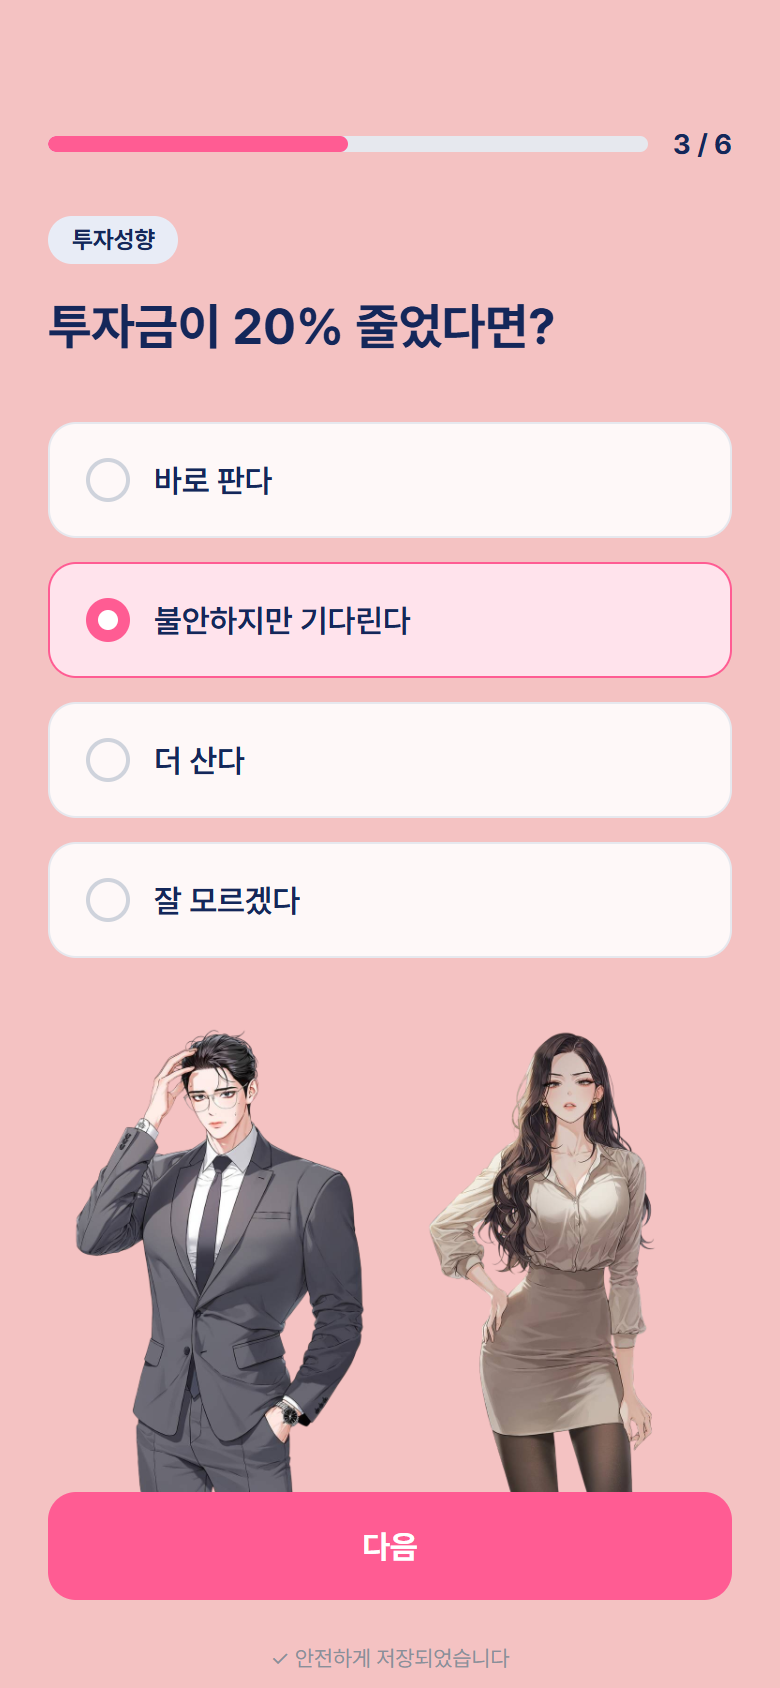 3 / 6
투자성향
투자금이 20% 줄었다면?
바로 판다
불안하지만 기다린다
더 산다
잘 모르겠다
다음
✓ 안전하게 저장되었습니다